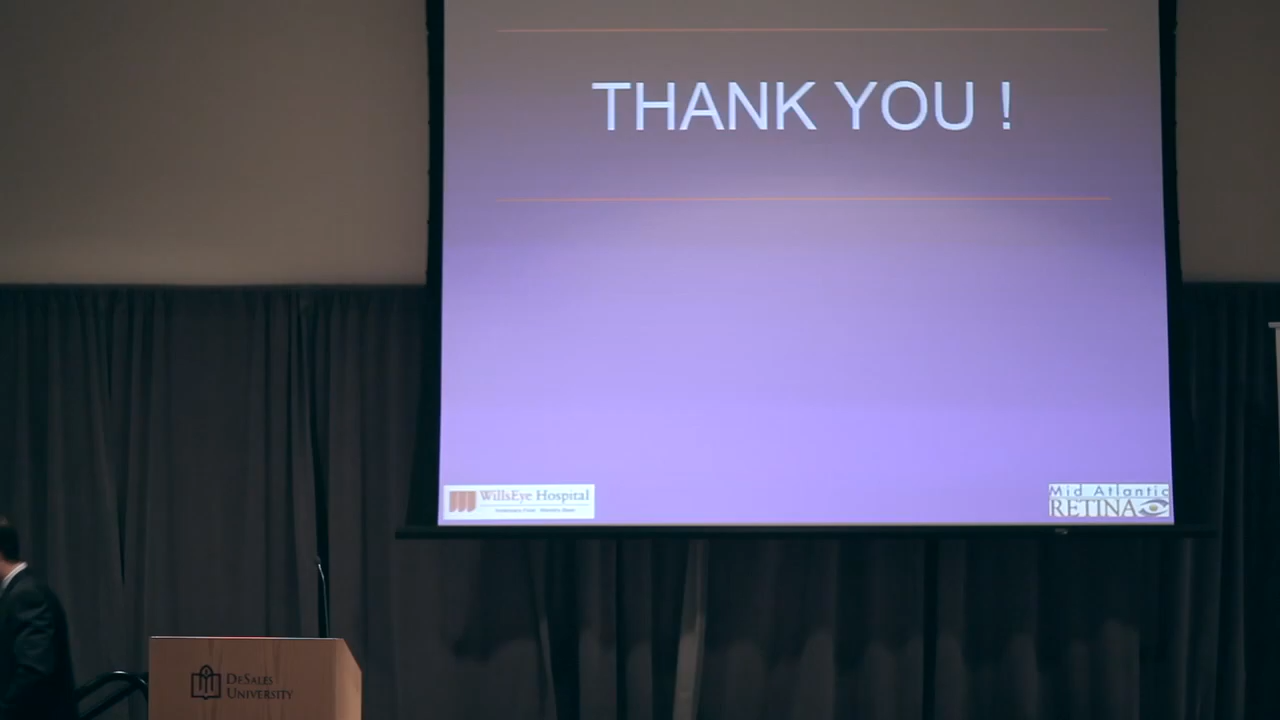 THANK YOU !
WillsEye Hospital
Mid Atlantic
RETINA
DESALES
UNIVERSITY